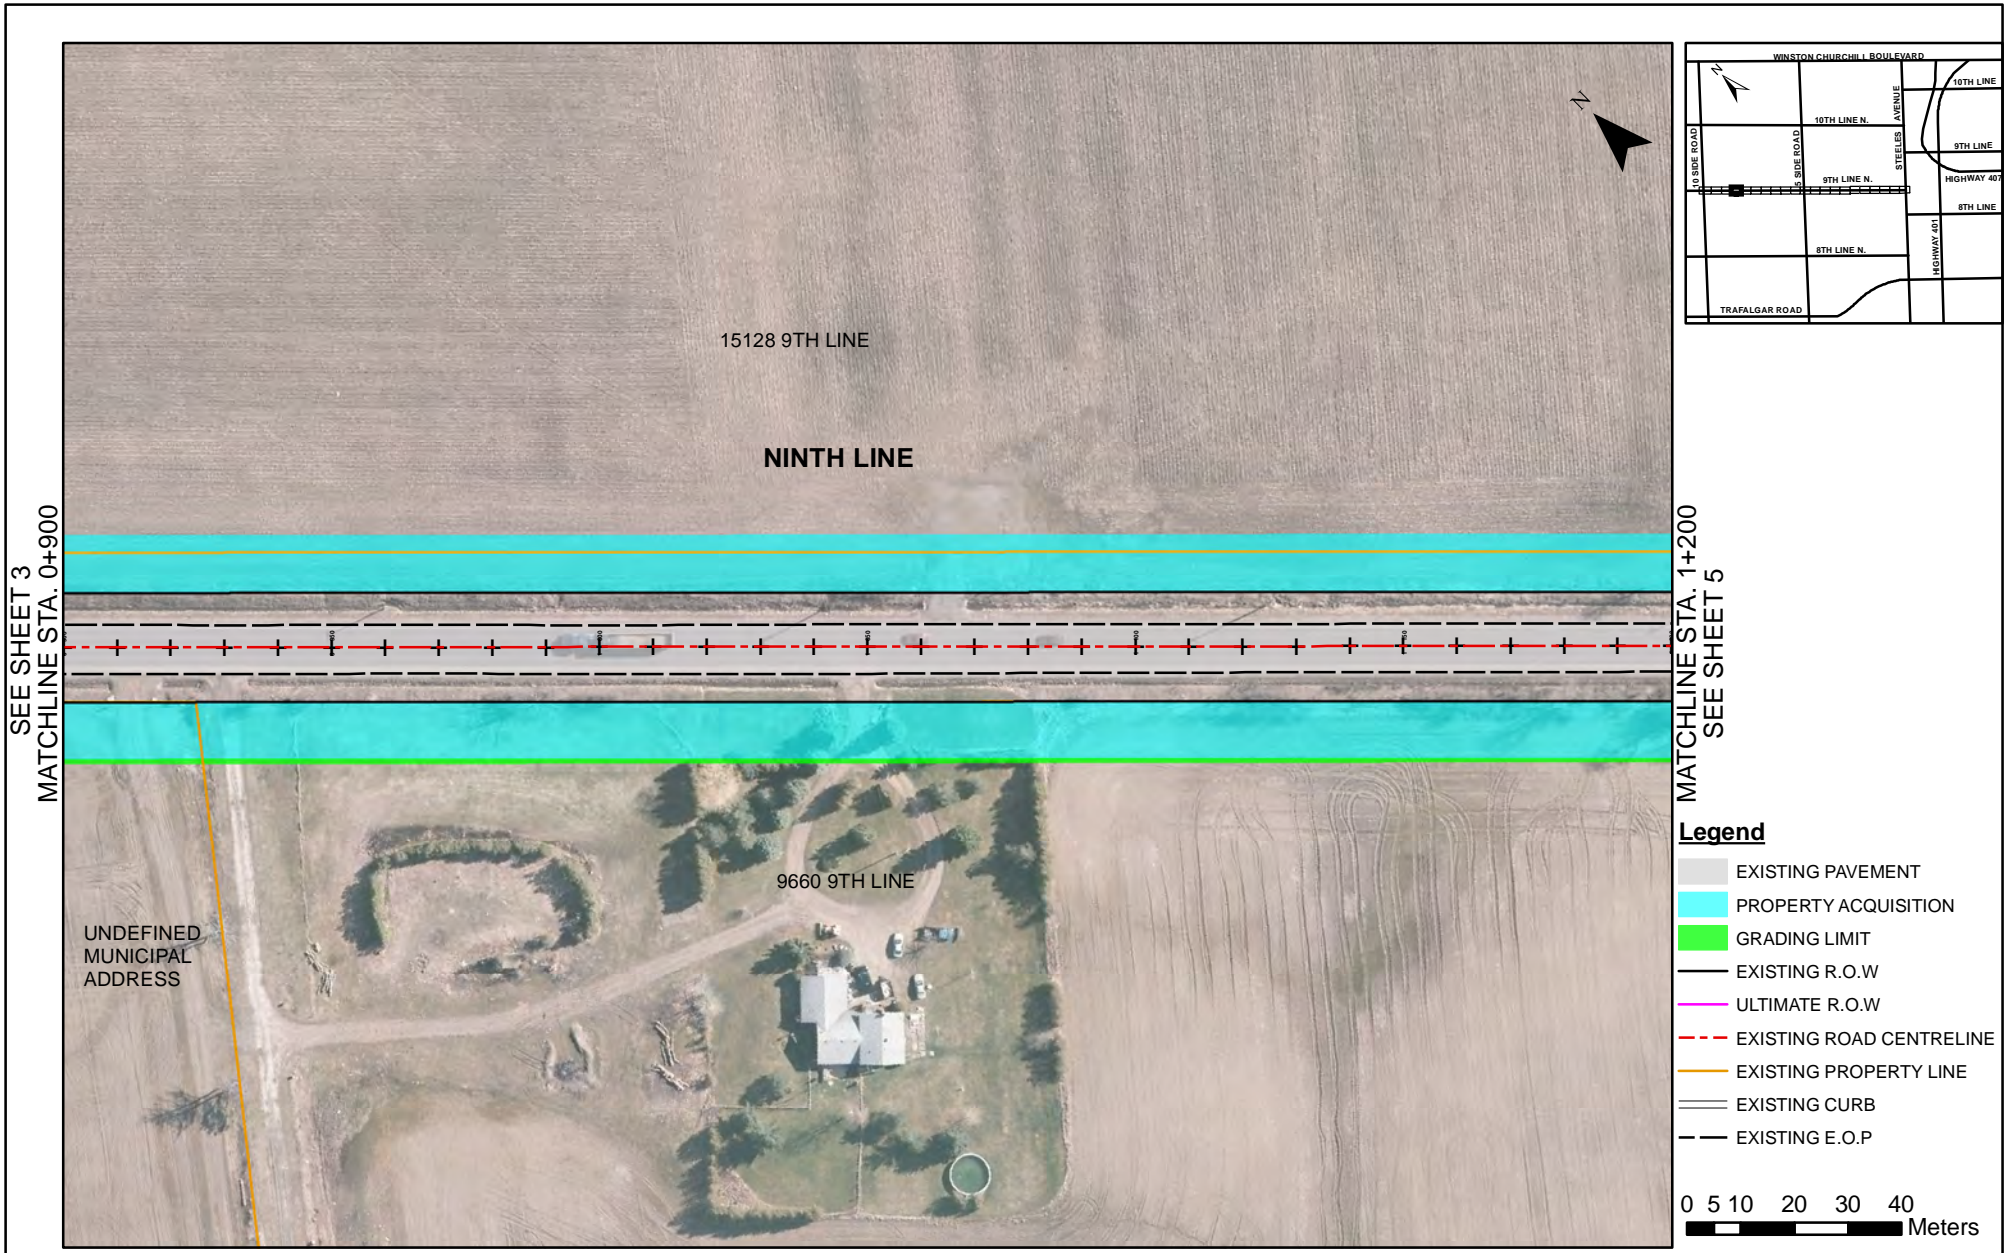 SEE SHEET 3
MATCHLINE STA. 0+900
15128 9TH LINE
NINTH LINE
9660 9TH LINE
UNDEFINED
MUNICIPAL
ADDRESS
N
MATCHLINE STA. 1+200
SEE SHEET 5
WINSTON CHURCHILL BOULEVARD
N
10TH LINE
10TH LINE N.
STEELES AVENUE
10 SIDE ROAD
5 SIDE ROAD
9TH LINE
9TH LINE N.
HIGHWAY 407
8TH LINE
8TH LINE N.
HIGHWAY 401
TRAFALGAR ROAD
Legend
EXISTING PAVEMENT
PROPERTY ACQUISITION
GRADING LIMIT
EXISTING R.O.W
ULTIMATE R.O.W
EXISTING ROAD CENTRELINE
EXISTING PROPERTY LINE
EXISTING CURB
EXISTING E.O.P
0 5 10 20 30 40
Meters